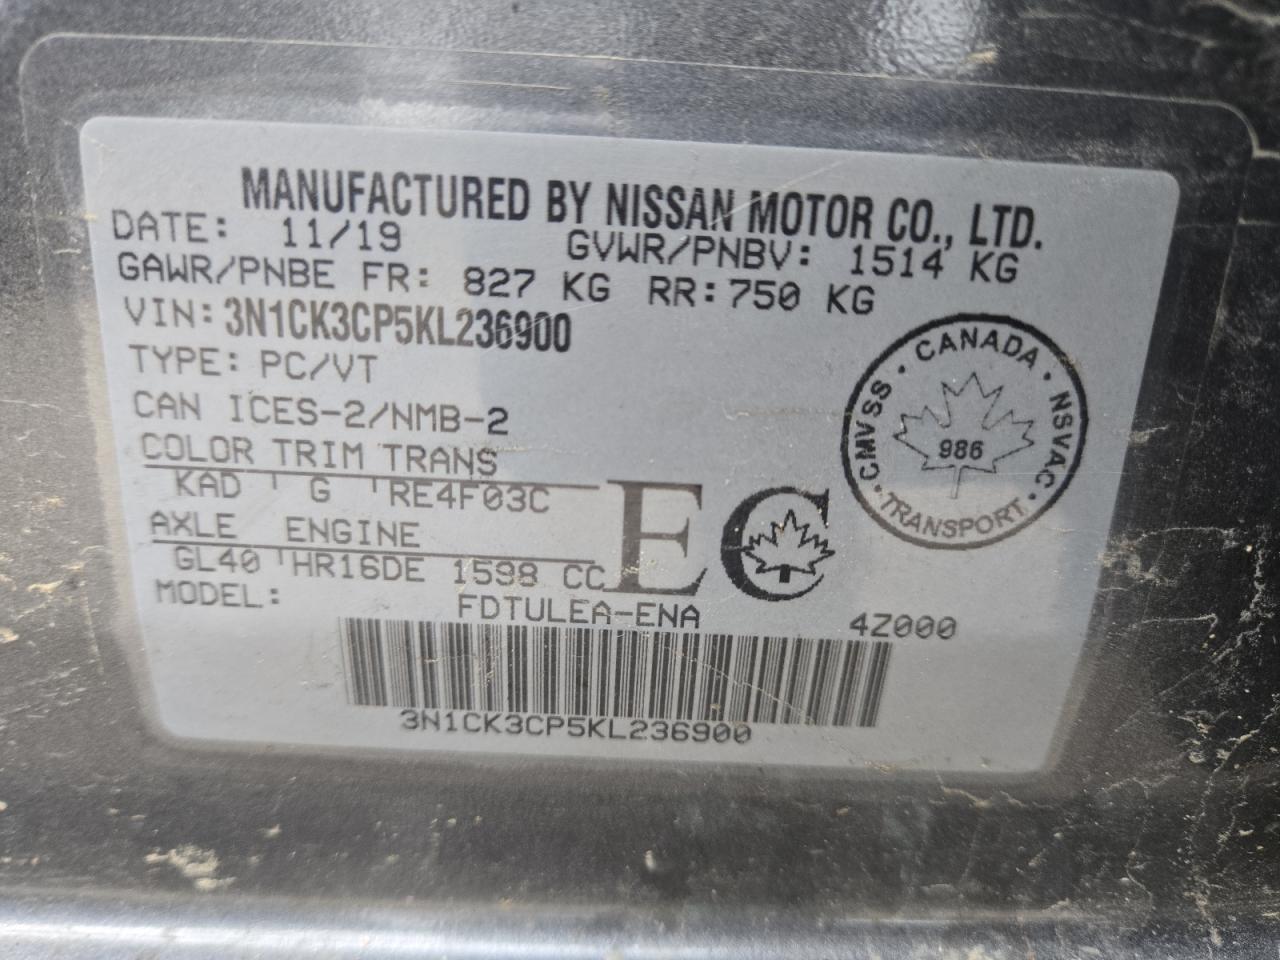 MANUFACTURED BY NISSAN MOTOR CO., LTD.
DATE: 11/19 GVWR/PNBV: 1514 KG
GAWR/PNBE FR: 827 KG RR:750 KG
VIN: 3N1CK3CP5KL236900
TYPE: PC/VT
CAN ICES-2/NMB-2
COLOR TRIM TRANS
KAD G RE4F03C
AXLE ENGINE
GL40 HR16DE 1598 CC
EC
MODEL: FDTULEA-ENA 4Z000
3N1CK3CP5KL236900
CANADA
CMVSS
NSVAC
986
TRANSPORT